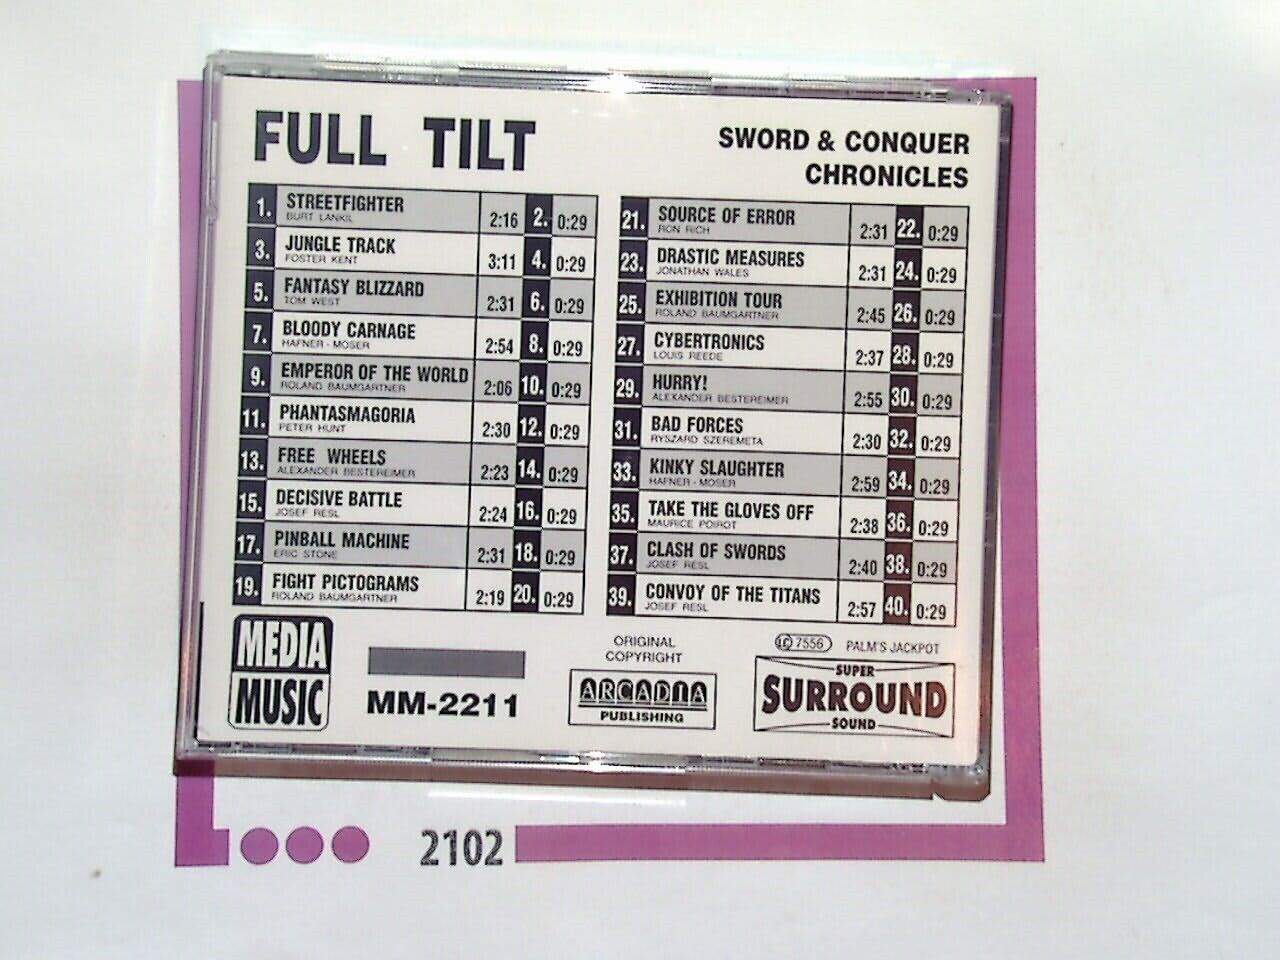 FULL TILT
SWORD & CONQUER
CHRONICLES
1. STREETFIGHTER 2:16 2. 0:29
BURT LANKIL
3. JUNGLE TRACK 3:11 4. 0:29
FOSTER KENT
5. FANTASY BLIZZARD 2:31 6. 0:29
TOM WEST
7. BLOODY CARNAGE 2:54 8. 0:29
HAFNER - MOSER
9. EMPEROR OF THE WORLD 2:06 10. 0:29
ROLAND BAUMGARTNER
11. PHANTASMAGORIA 2:30 12. 0:29
PETER HUNT
13. FREE WHEELS 2:23 14. 0:29
ALEXANDER BESTEREIMER
15. DECISIVE BATTLE 2:24 16. 0:29
JOSEF RESL
17. PINBALL MACHINE 2:31 18. 0:29
ERIC STONE
19. FIGHT PICTOGRAMS 2:19 20. 0:29
ROLAND BAUMGARTNER
21. SOURCE OF ERROR 2:31 22. 0:29
RON RICH
23. DRASTIC MEASURES 2:31 24. 0:29
JONATHAN WALES
25. EXHIBITION TOUR 2:45 26. 0:29
ROLAND BAUMGARTNER
27. CYBERTRONICS 2:37 28. 0:29
LOUIS REEDE
29. HURRY! 2:55 30. 0:29
ALEXANDER BESTEREIMER
31. BAD FORCES 2:30 32. 0:29
RYSZARD SZEREMETA
33. KINKY SLAUGHTER 2:59 34. 0:29
HAFNER - MOSER
35. TAKE THE GLOVES OFF 2:38 36. 0:29
MAURICE POIROT
37. CLASH OF SWORDS 2:40 38. 0:29
JOSEF RESL
39. CONVOY OF THE TITANS 2:57 40. 0:29
JOSEF RESL
MEDIA
MUSIC
MM-2211
ORIGINAL
COPYRIGHT
ARCADIA
PUBLISHING
LC 7556 PALM'S JACKPOT
SUPER
SURROUND
SOUND
2102